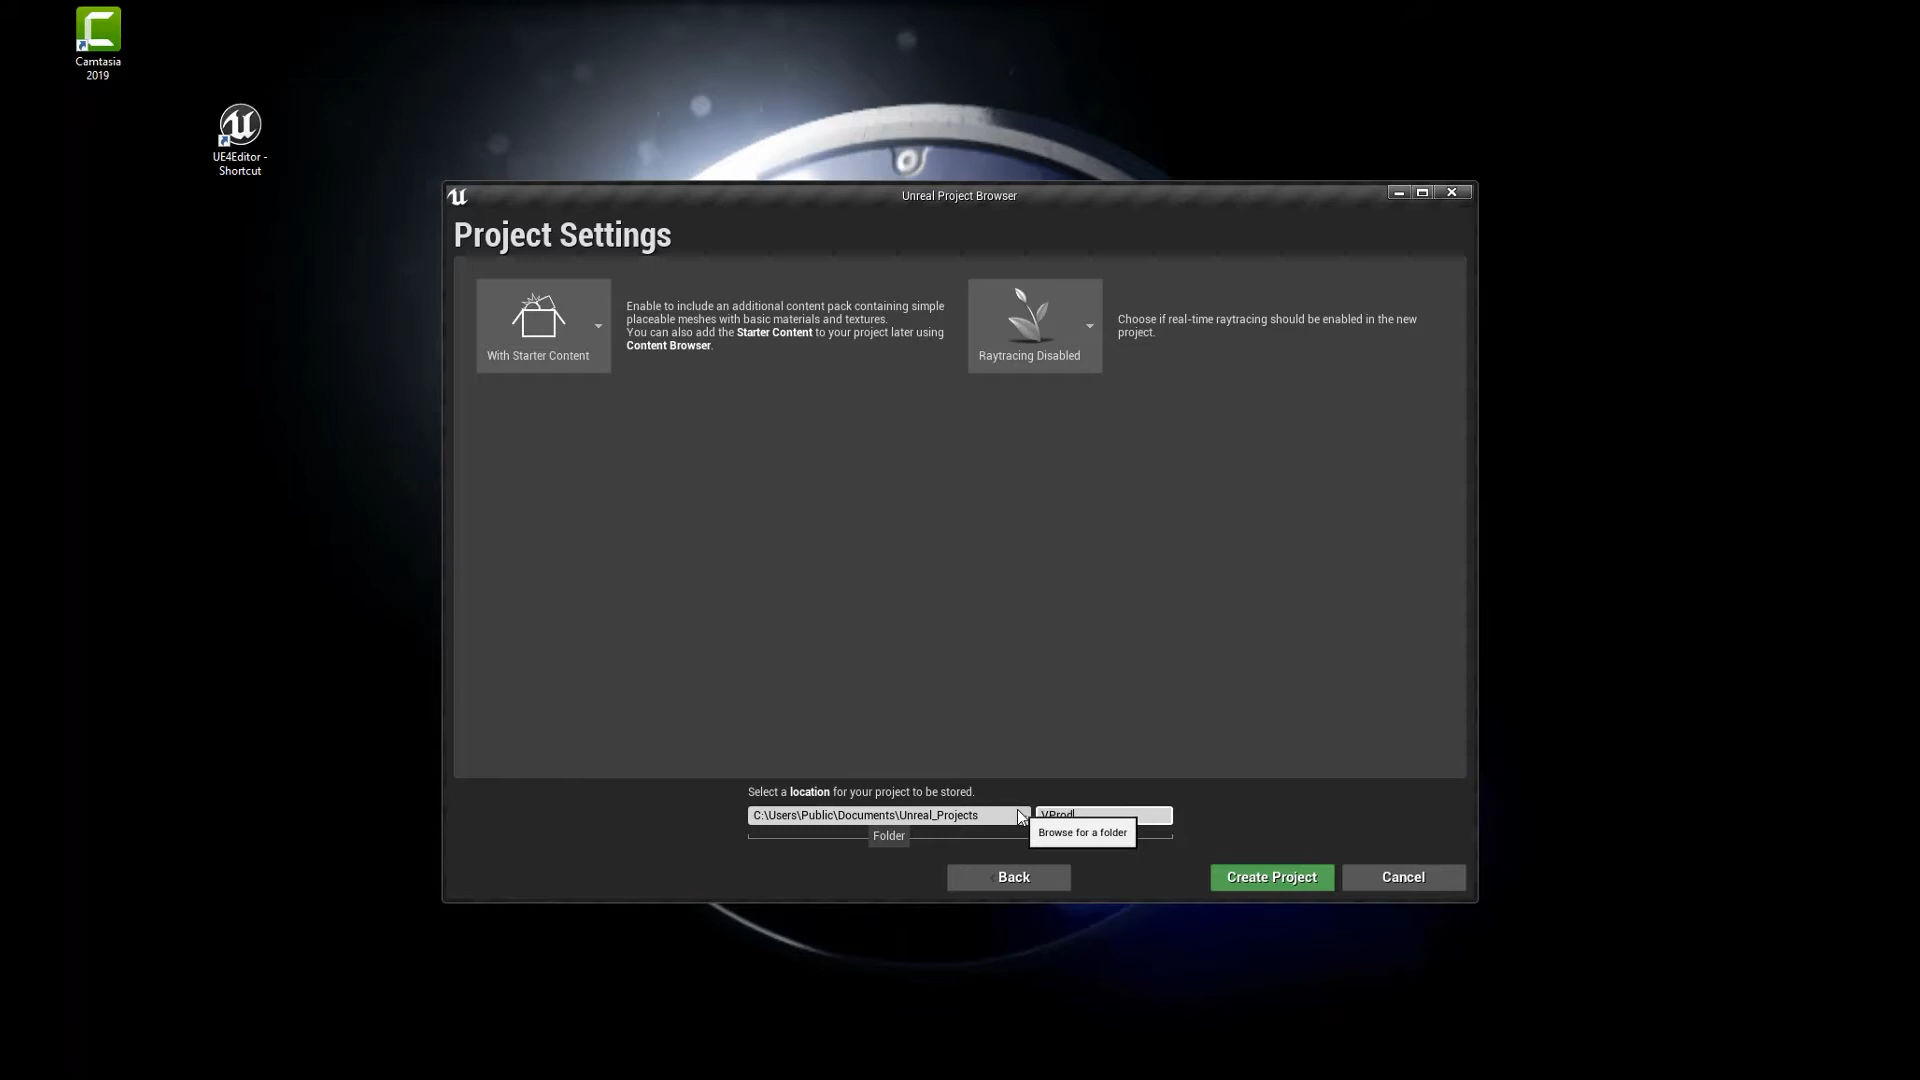 Camtasia
2019
UE4Editor -
Shortcut
Unreal Project Browser
Project Settings
With Starter Content
Enable to include an additional content pack containing simple
placeable meshes with basic materials and textures.
You can also add the Starter Content to your project later using
Content Browser.
Raytracing Disabled
Choose if real-time raytracing should be enabled in the new
project.
Select a location for your project to be stored.
C:\Users\Public\Documents\Unreal_Projects
VProd
Browse for a folder
Folder
Back
Create Project
Cancel